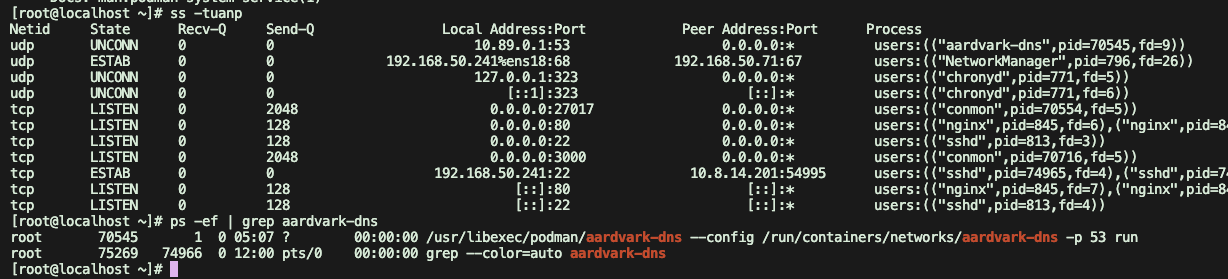 Docs: man:podman-system-service(1)
[root@localhost ~]# ss -tuanp
Netid State Recv-Q Send-Q Local Address:Port Peer Address:Port Process
udp UNCONN 0 0 10.89.0.1:53 0.0.0.0:* users:(("aardvark-dns",pid=70545,fd=9))
udp ESTAB 0 0 192.168.50.241%ens18:68 192.168.50.71:67 users:(("NetworkManager",pid=796,fd=26))
udp UNCONN 0 0 127.0.0.1:323 0.0.0.0:* users:(("chronyd",pid=771,fd=5))
udp UNCONN 0 0 [::1]:323 [::]:* users:(("chronyd",pid=771,fd=6))
tcp LISTEN 0 2048 0.0.0.0:27017 0.0.0.0:* users:(("conmon",pid=70554,fd=5))
tcp LISTEN 0 128 0.0.0.0:80 0.0.0.0:* users:(("nginx",pid=845,fd=6),("nginx",pid=84
tcp LISTEN 0 128 0.0.0.0:22 0.0.0.0:* users:(("sshd",pid=813,fd=3))
tcp LISTEN 0 2048 0.0.0.0:3000 0.0.0.0:* users:(("conmon",pid=70716,fd=5))
tcp ESTAB 0 0 192.168.50.241:22 10.8.14.201:54995 users:(("sshd",pid=74965,fd=4),("sshd",pid=74
tcp LISTEN 0 128 [::]:80 [::]:* users:(("nginx",pid=845,fd=7),("nginx",pid=84
tcp LISTEN 0 128 [::]:22 [::]:* users:(("sshd",pid=813,fd=4))
[root@localhost ~]# ps -ef | grep aardvark-dns
root 70545 1 0 05:07 ? 00:00:00 /usr/libexec/podman/aardvark-dns --config /run/containers/networks/aardvark-dns -p 53 run
root 75269 74966 0 12:00 pts/0 00:00:00 grep --color=auto aardvark-dns
[root@localhost ~]#